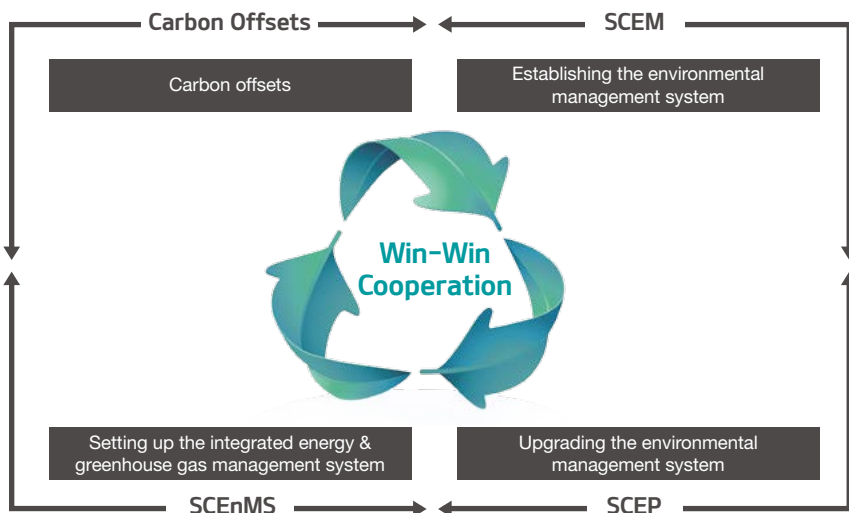 Carbon Offsets
SCEM
Carbon offsets
Establishing the environmental
management system
Win-Win
Cooperation
Setting up the integrated energy &
greenhouse gas management system
Upgrading the environmental
management system
SCEnMS
SCEP